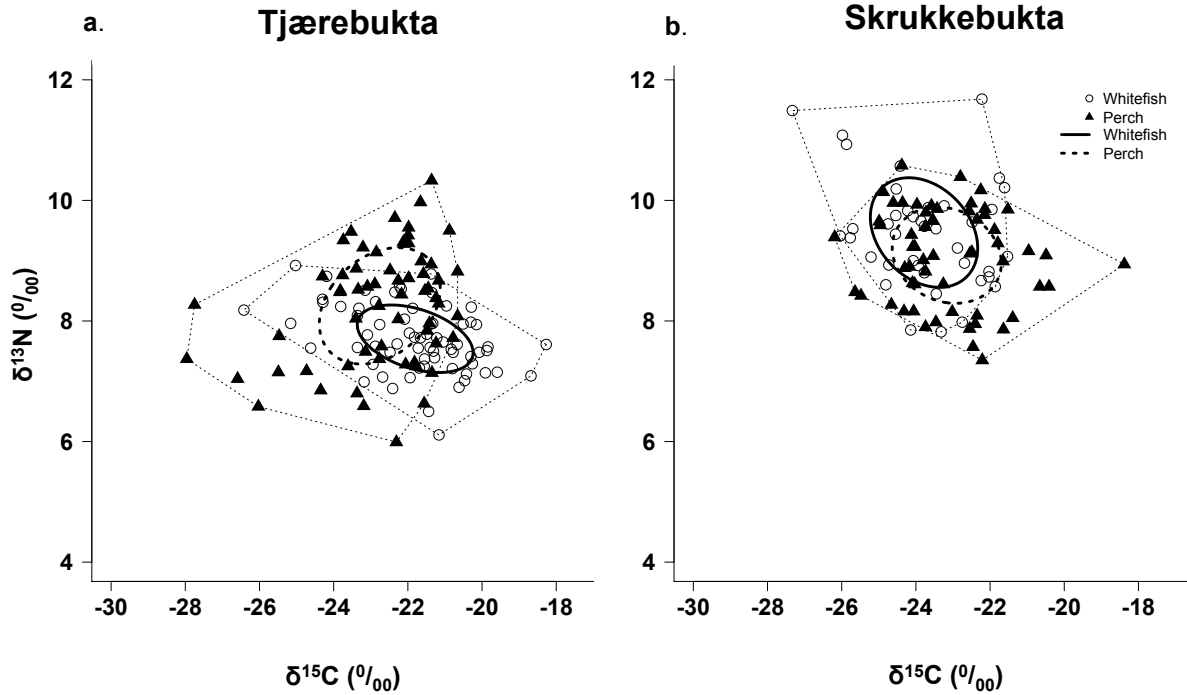 a.
Tjærebukta
b.
Skrukkebukta
Whitefish
Perch
Whitefish
Perch
δ¹³N (⁰/₀₀)
12
10
8
6
4
12
10
8
6
4
-30 -28 -26 -24 -22 -20 -18
-30 -28 -26 -24 -22 -20 -18
δ¹⁵C (⁰/₀₀)
δ¹⁵C (⁰/₀₀)